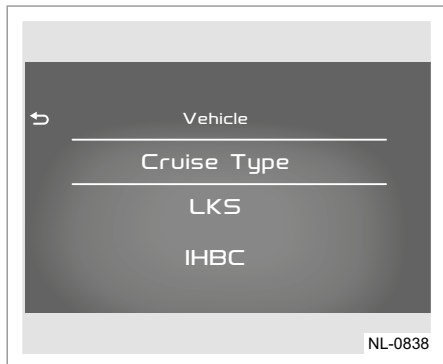 Vehicle
Cruise Type
LKS
IHBC
NL-0838